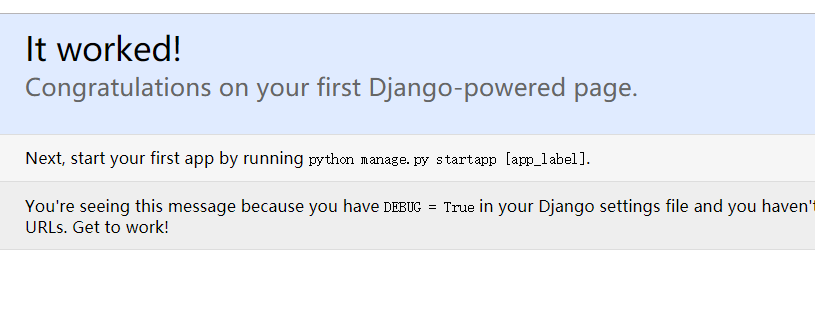 It worked!
Congratulations on your first Django-powered page.
Next, start your first app by running python manage.py startapp [app_label].
You're seeing this message because you have DEBUG = True in your Django settings file and you haven't
URLs. Get to work!